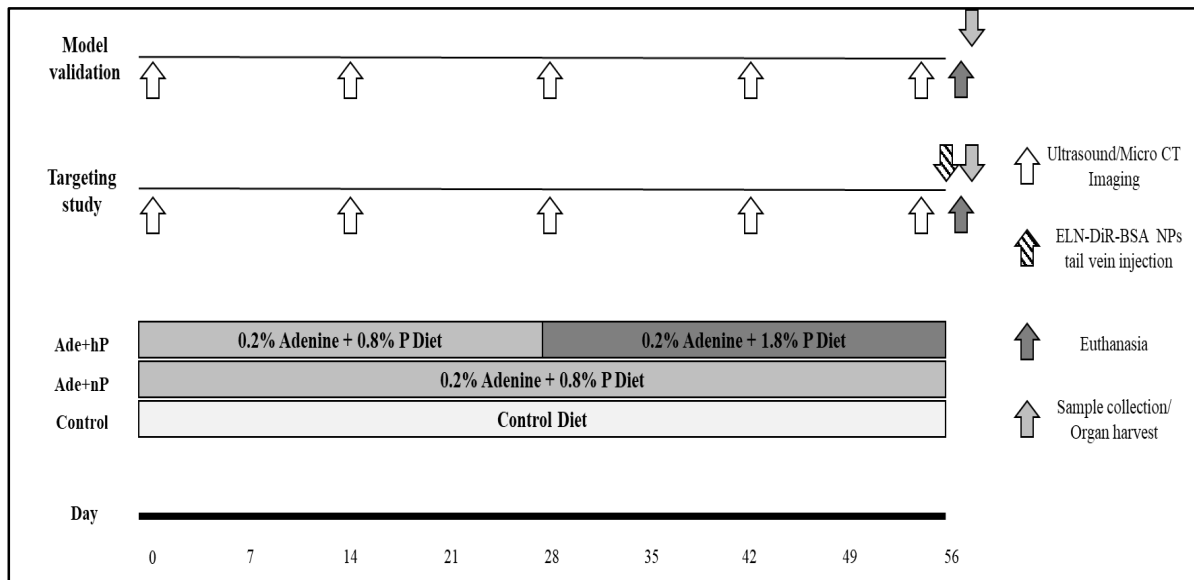 Model
validation
Targeting
study
Ultrasound/Micro CT
Imaging
ELN-DiR-BSA NPs
tail vein injection
Ade+hP
0.2% Adenine + 0.8% P Diet
0.2% Adenine + 1.8% P Diet
Euthanasia
Ade+nP
0.2% Adenine + 0.8% P Diet
Control
Control Diet
Sample collection/
Organ harvest
Day
0 7 14 21 28 35 42 49 56